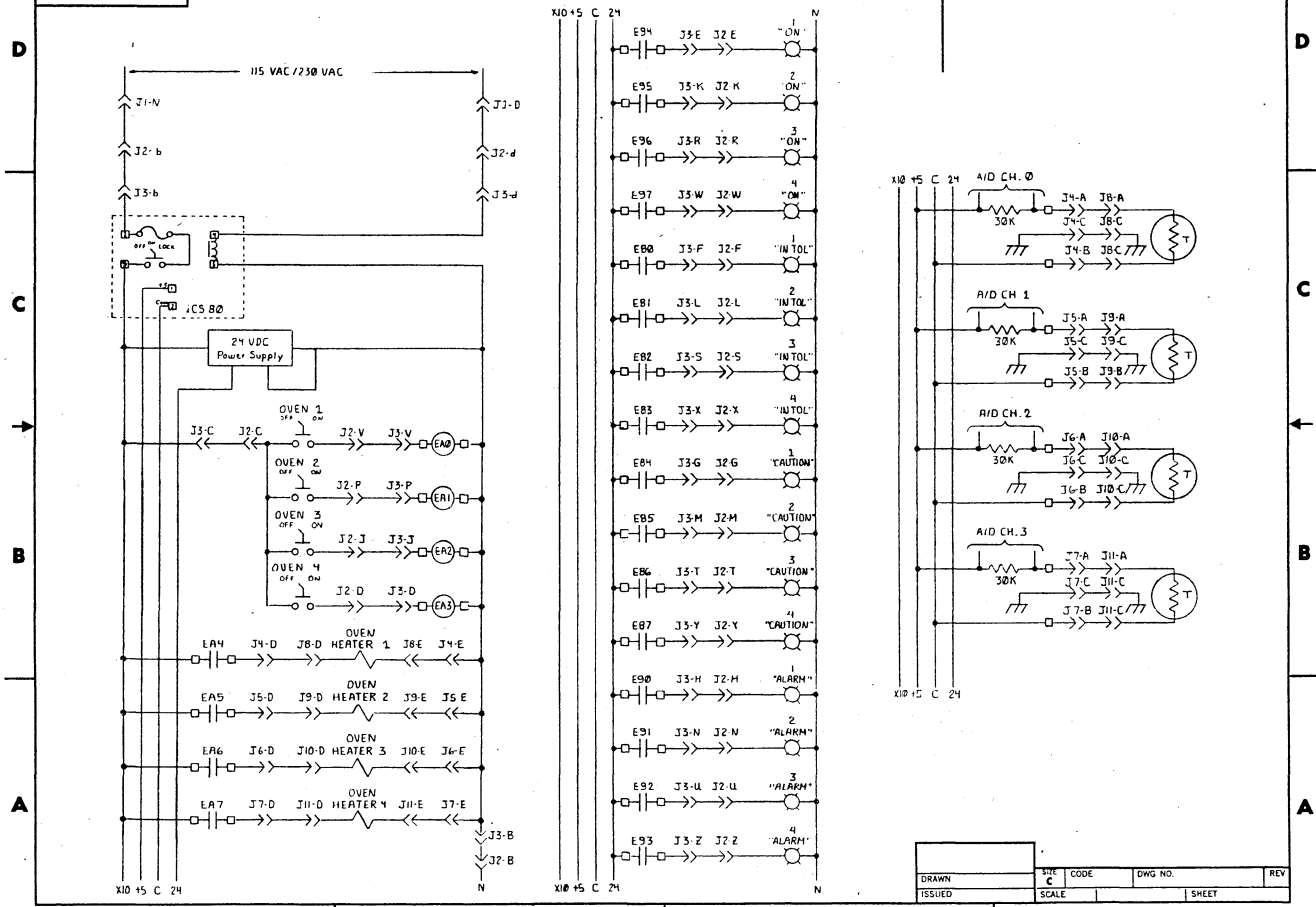 D
D
C
C
B
B
A
A
115 VAC/230 VAC
J1-N
J1-D
J2-b
J2-d
J3-b
J3-d
OFF ON LOCK
+5 1
C 2
iCS 80
24 VDC
Power Supply
OVEN 1
OFF ON
J3-C J2-C J2-V J3-V EA0
OVEN 2
OFF ON
J2-P J3-P EA1
OVEN 3
OFF ON
J2-J J3-J EA2
OVEN 4
OFF ON
J2-D J3-D EA3
OVEN
EA4 J4-D J8-D HEATER 1 J8-E J4-E
OVEN
EA5 J5-D J9-D HEATER 2 J9-E J5 E
OVEN
EA6 J6-D J10-D HEATER 3 J10-E J6-E
OVEN
EA7 J7-D J11-D HEATER 4 J11-E J7-E
J3-B
J2-B
X10 +5 C 24 N
X10 +5 C 24 N
1
E94 J3-E J2 E "ON"
2
E95 J3-K J2-K "ON"
3
E96 J3-R J2-R "ON"
4
E97 J3-W J2-W "ON"
1
E80 J3-F J2-F "IN TOL"
2
E81 J3-L J2-L "IN TOL"
3
E82 J3-S J2-S "IN TOL"
4
E83 J3-X J2-X "IN TOL"
1
E84 J3-G J2-G "CAUTION"
2
E85 J3-M J2-M "CAUTION"
3
E86 J3-T J2-T "CAUTION"
4
E87 J3-Y J2-Y "CAUTION"
1
E90 J3-H J2-H "ALARM"
2
E91 J3-N J2-N "ALARM"
3
E92 J3-U J2-U "ALARM"
4
E93 J3-Z J2-Z "ALARM"
X10 +5 C 24 N
X10 +5 C 24
A/D CH. 0
30K J4-A J8-A
J4-C J8-C
J4-B J8-C
T
A/D CH. 1
30K J5-A J9-A
J5-C J9-C
J5-B J9-B
T
A/D CH. 2
30K J6-A J10-A
J6-C J10-C
J6-B J10-C
T
A/D CH. 3
30K J7-A J11-A
J7-C J11-C
J7-B J11-C
T
X10 +5 C 24
DRAWN
ISSUED
SIZE
C
CODE
DWG NO.
REV
SCALE
SHEET